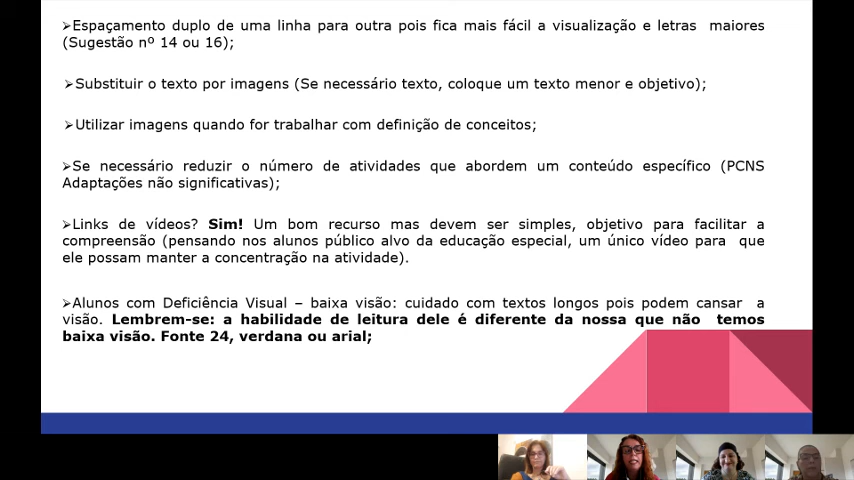 ➢Espaçamento duplo de uma linha para outra pois fica mais fácil a visualização e letras maiores
(Sugestão nº 14 ou 16);
➢Substituir o texto por imagens (Se necessário texto, coloque um texto menor e objetivo);
➢Utilizar imagens quando for trabalhar com definição de conceitos;
➢Se necessário reduzir o número de atividades que abordem um conteúdo específico (PCNS
Adaptações não significativas);
➢Links de vídeos? Sim! Um bom recurso mas devem ser simples, objetivo para facilitar a
compreensão (pensando nos alunos público alvo da educação especial, um único vídeo para que
ele possam manter a concentração na atividade).
➢Alunos com Deficiência Visual – baixa visão: cuidado com textos longos pois podem cansar a
visão. Lembrem-se: a habilidade de leitura dele é diferente da nossa que não temos
baixa visão. Fonte 24, verdana ou arial;